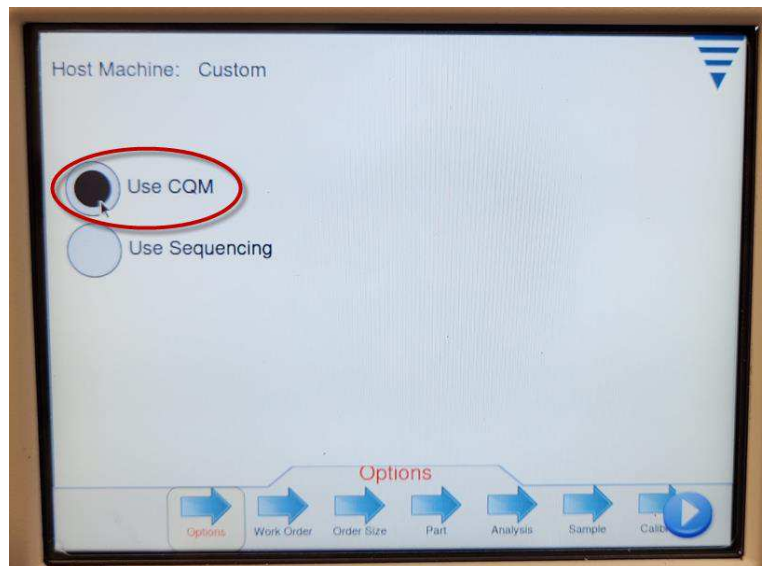 Host Machine: Custom
Use CQM
Use Sequencing
Options
Options Work Order Order Size Part Analysis Sample